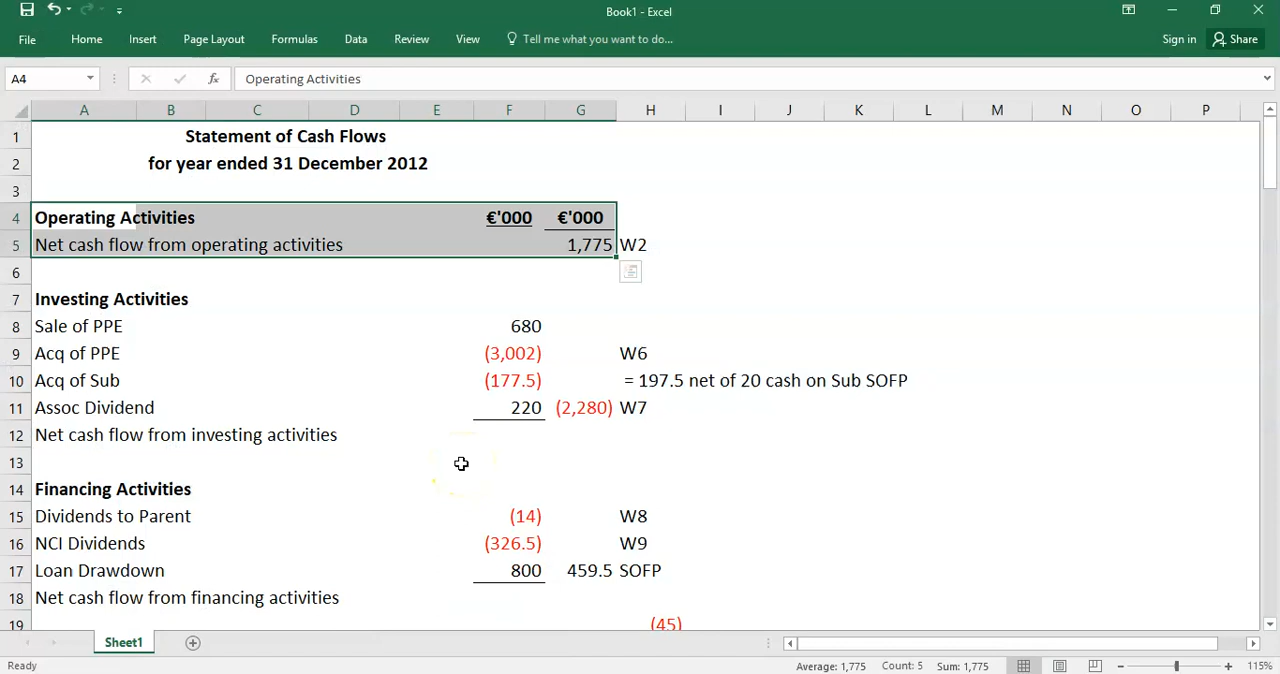 Book1 - Excel
File Home Insert Page Layout Formulas Data Review View Tell me what you want to do... Sign in Share
A4 fx Operating Activities
A B C D E F G H I J K L M N O P
1 Statement of Cash Flows
2 for year ended 31 December 2012
3
4 Operating Activities €'000 €'000
5 Net cash flow from operating activities 1,775 W2
6
7 Investing Activities
8 Sale of PPE 680
9 Acq of PPE (3,002) W6
10 Acq of Sub (177.5) = 197.5 net of 20 cash on Sub SOFP
11 Assoc Dividend 220 (2,280) W7
12 Net cash flow from investing activities
13
14 Financing Activities
15 Dividends to Parent (14) W8
16 NCI Dividends (326.5) W9
17 Loan Drawdown 800 459.5 SOFP
18 Net cash flow from financing activities
19 (45)
Sheet1
Ready Average: 1,775 Count: 5 Sum: 1,775 115%